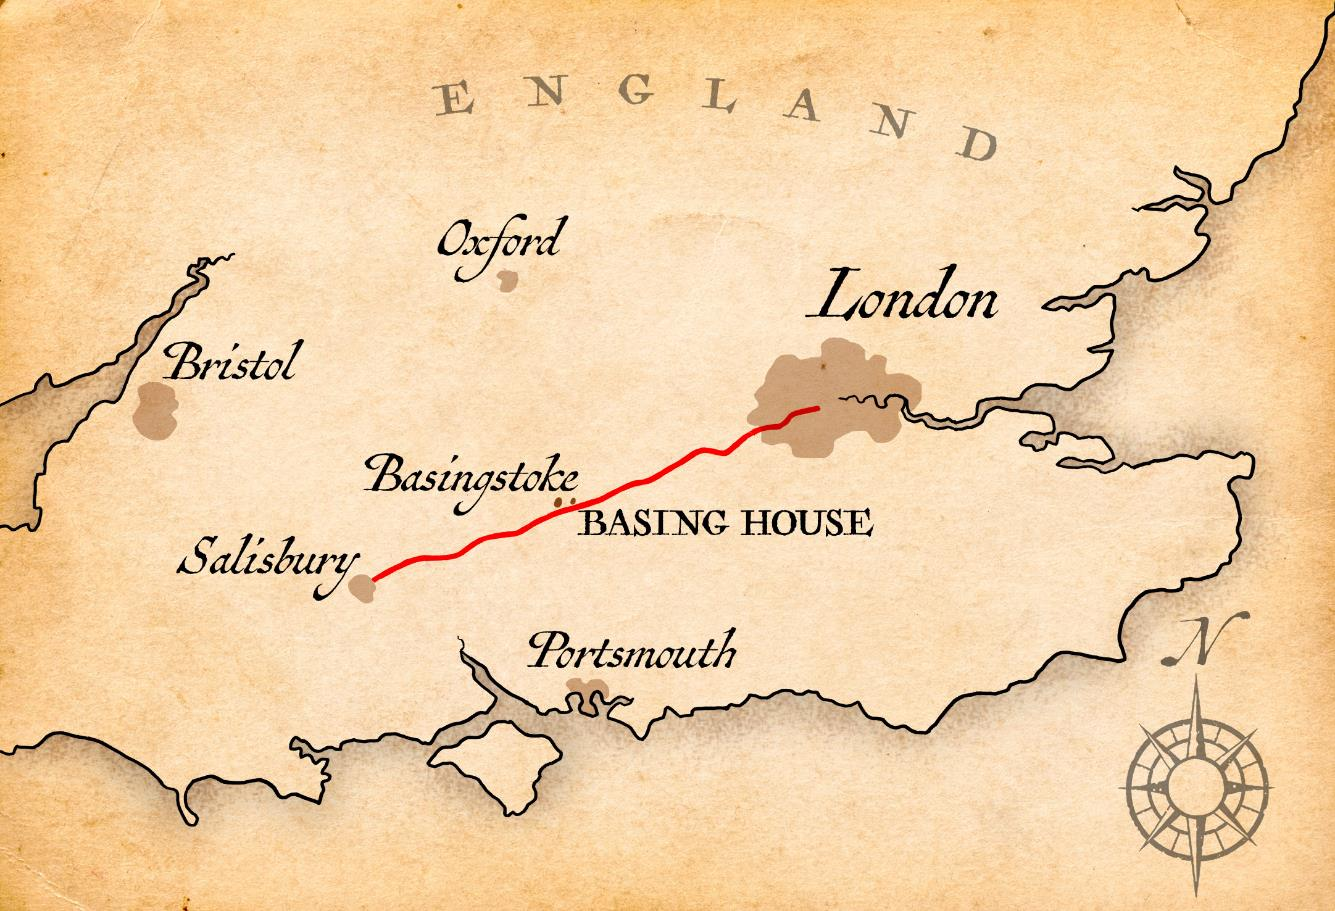 ENGLAND
Oxford
London
Bristol
Basingstoke
BASING HOUSE
Salisbury
Portsmouth
N